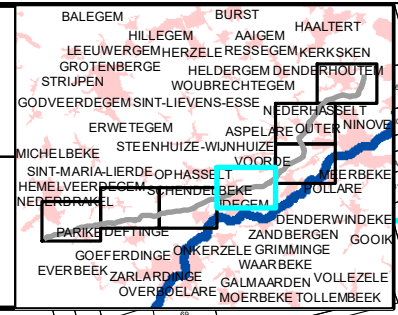 BALEGEM BURST
HAALTERT
HILLEGEM AAIGEM
LEEUWERGEM HERZELE RESSEGEM KERKSKEN
GROTENBERGE HELDERGEM DENDERHOUTEM
STRIJPEN WOUBRECHTEGEM
GODVEERDEGEM SINT-LIEVENS-ESSE
NEDERHASSELT
ERWETEGEM ASPELARE OUTER NINOVE
STEENHUIZE-WIJNHUIZE
MICHELBEKE VOORDE
SINT-MARIA-LIERDE OPHASSELT MEERBEKE
HEMELVEERDEGEM SCHENDELBEKE POLLARE
NEDERBRAKEL IDEGEM
DENDERWINDEKE
PARIKE DEFTINGE ZANDBERGEN
GOOIK
GOEFERDINGE ONKERZELE GRIMMINGE
WAARBEKE
EVERBEEK ZARLARDINGE VOLLEZELE
GALMAARDEN
OVERBOELARE MOERBEKE TOLLEMBEEK
69